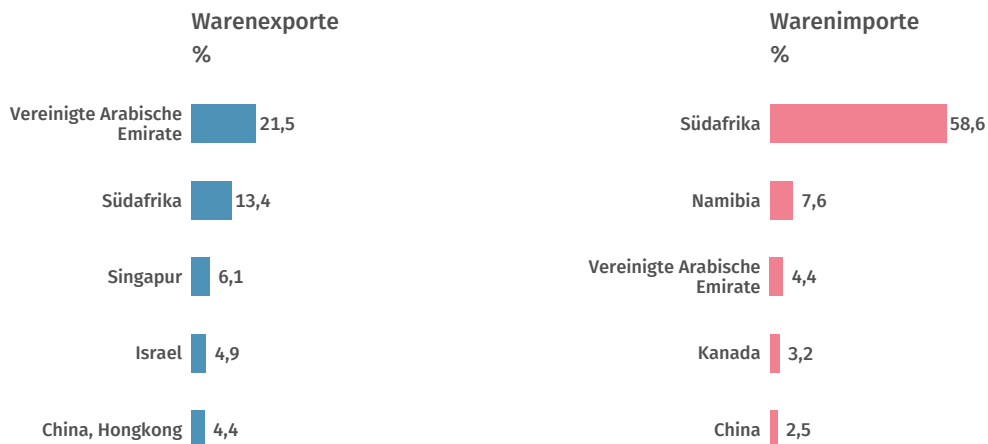 Warenexporte
%
Vereinigte Arabische
Emirate
21,5
Südafrika
13,4
Singapur
6,1
Israel
4,9
China, Hongkong
4,4
Warenimporte
%
Südafrika
58,6
Namibia
7,6
Vereinigte Arabische
Emirate
4,4
Kanada
3,2
China
2,5